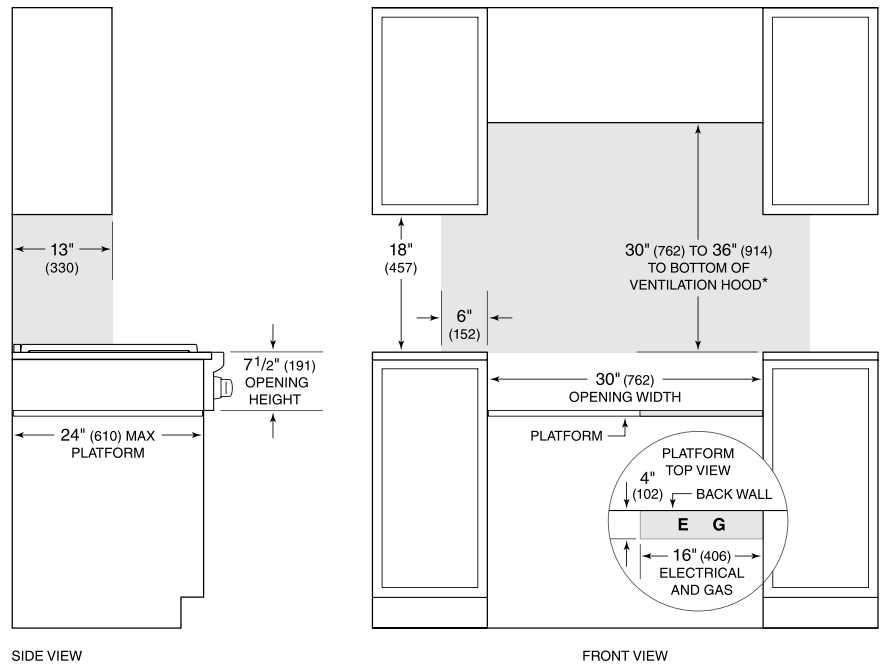 13"
(330)
7 1/2" (191)
OPENING
HEIGHT
24" (610) MAX
PLATFORM
SIDE VIEW
18"
(457)
30" (762) TO 36" (914)
TO BOTTOM OF
VENTILATION HOOD*
6"
(152)
30" (762)
OPENING WIDTH
PLATFORM
PLATFORM
TOP VIEW
4"
(102)
BACK WALL
E G
16" (406)
ELECTRICAL
AND GAS
FRONT VIEW